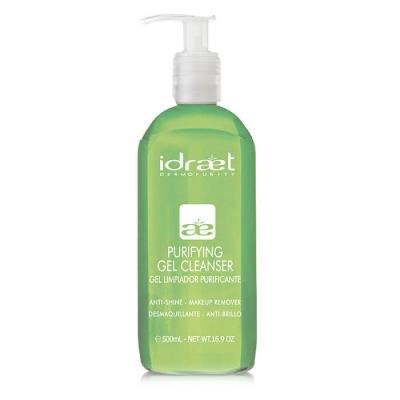 idraet
DERMOPURITY
æ
PURIFYING
GEL CLEANSER
GEL LIMPIADOR PURIFICANTE
ANTI-SHINE - MAKEUP REMOVER
DESMAQUILLANTE - ANTI-BRILLO
500mL - NET WT.16.9 OZ